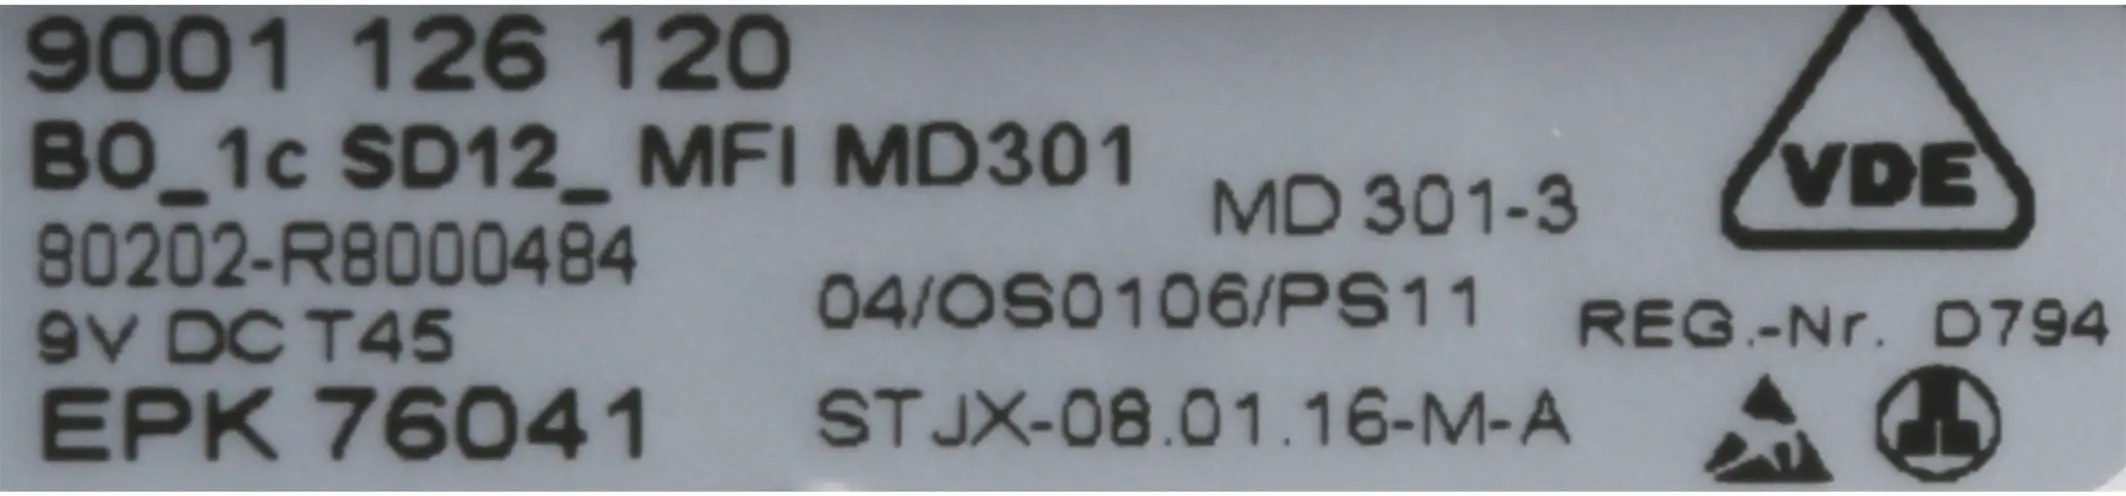 9001 126 120
BO_1c SD12_ MFI MD301
MD 301-3
80202-R8000484
04/OS0106/PS11
9V DC T45
EPK 76041
STJX-08.01.16-M-A
VDE
REG.-Nr. D794